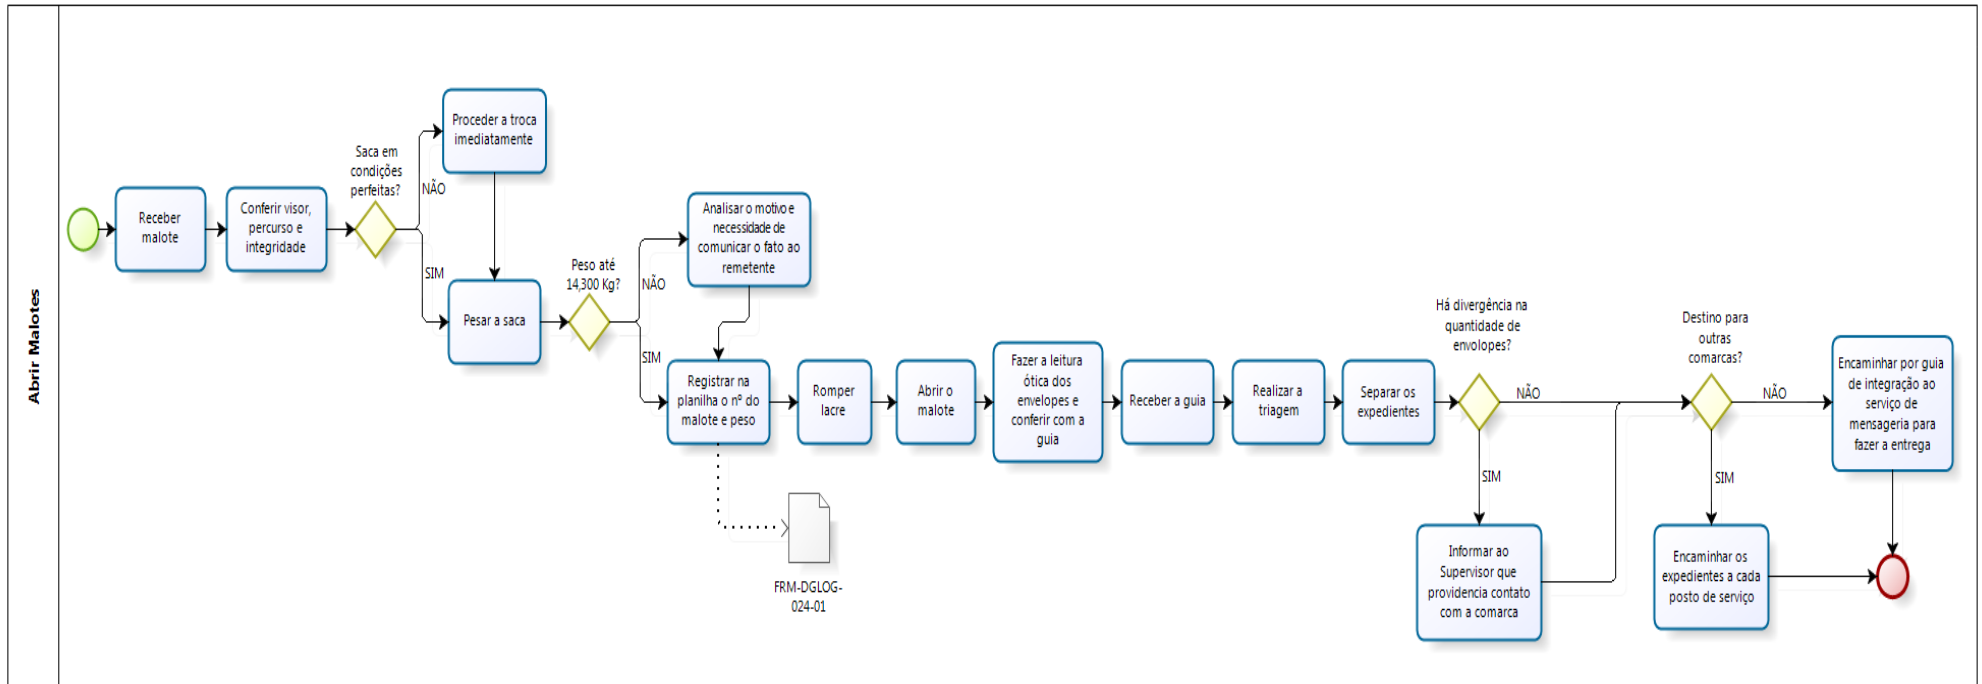 Abrir Malotes
Receber
malote
Conferir visor,
percurso e
integridade
Saca em
condições
perfeitas?
NÃO
SIM
Proceder a troca
imediatamente
Pesar a saca
Peso até
14,300 Kg?
NÃO
SIM
Analisar o motivo e
necessidade de
comunicar o fato ao
remetente
Registrar na
planilha o nº do
malote e peso
FRM-DGLOG-
024-01
Romper
lacre
Abrir o
malote
Fazer a leitura
ótica dos
envelopes e
conferir com a
guia
Receber a guia
Realizar a
triagem
Separar os
expedientes
Há divergência na
quantidade de
envolopes?
NÃO
SIM
Informar ao
Supervisor que
providencia contato
com a comarca
Destino para
outras
comarcas?
NÃO
SIM
Encaminhar os
expedientes a cada
posto de serviço
Encaminhar por guia
de integração ao
serviço de
mensageria para
fazer a entrega